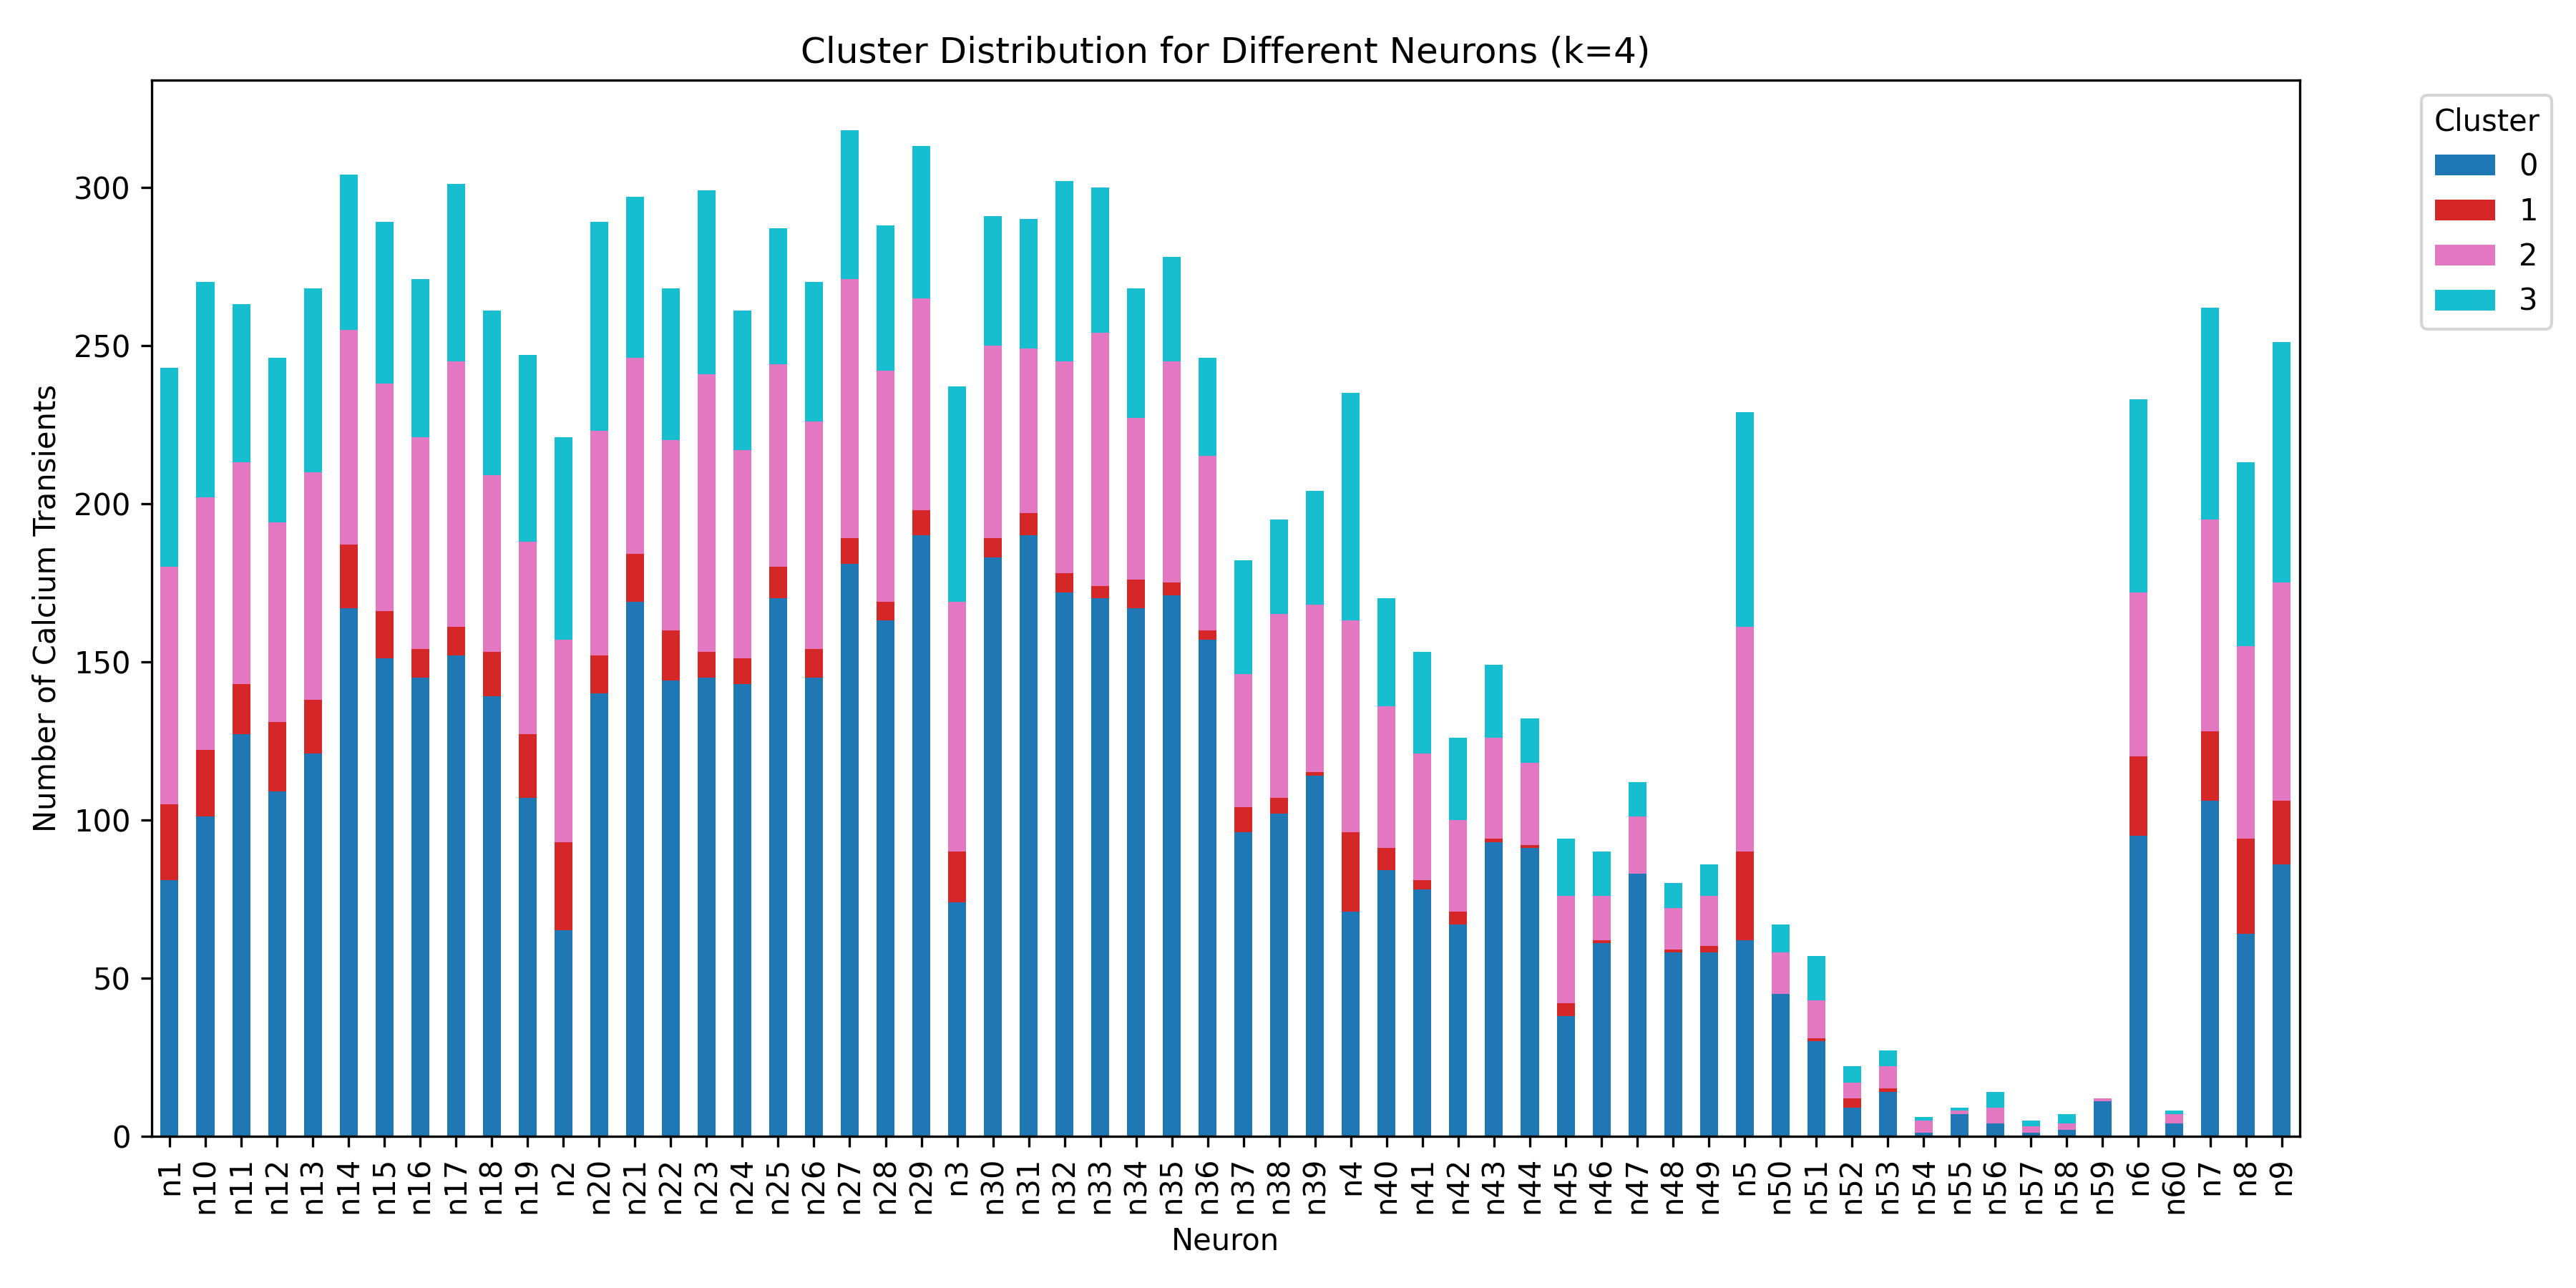 Cluster Distribution for Different Neurons (k=4)
Cluster
0
1
2
3
Number of Calcium Transients
300
250
200
150
100
50
0
n1 n10 n11 n12 n13 n14 n15 n16 n17 n18 n19 n2 n20 n21 n22 n23 n24 n25 n26 n27 n28 n29 n3 n30 n31 n32 n33 n34 n35 n36 n37 n38 n39 n4 n40 n41 n42 n43 n44 n45 n46 n47 n48 n49 n5 n50 n51 n52 n53 n54 n55 n56 n57 n58 n59 n6 n60 n7 n8 n9
Neuron